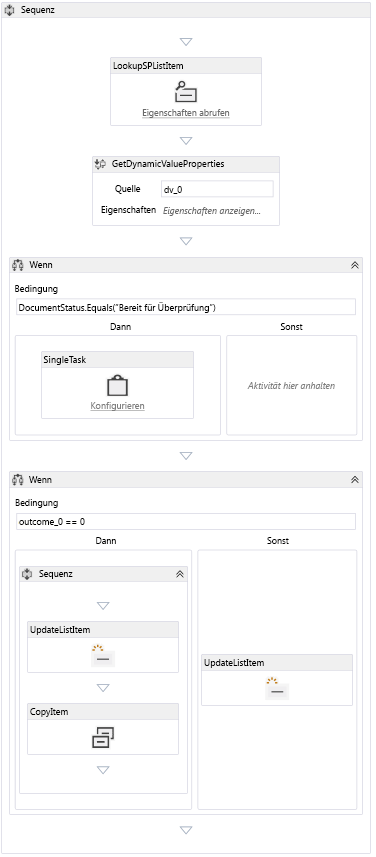 Sequenz
LookupSPListItem
Eigenschaften abrufen
GetDynamicValueProperties
Quelle dv_0
Eigenschaften Eigenschaften anzeigen...
Wenn
Bedingung
DocumentStatus.Equals("Bereit für Überprüfung")
Dann Sonst
SingleTask
Konfigurieren
Aktivität hier anhalten
Wenn
Bedingung
outcome_0 == 0
Dann Sonst
Sequenz
UpdateListItem
CopyItem
UpdateListItem